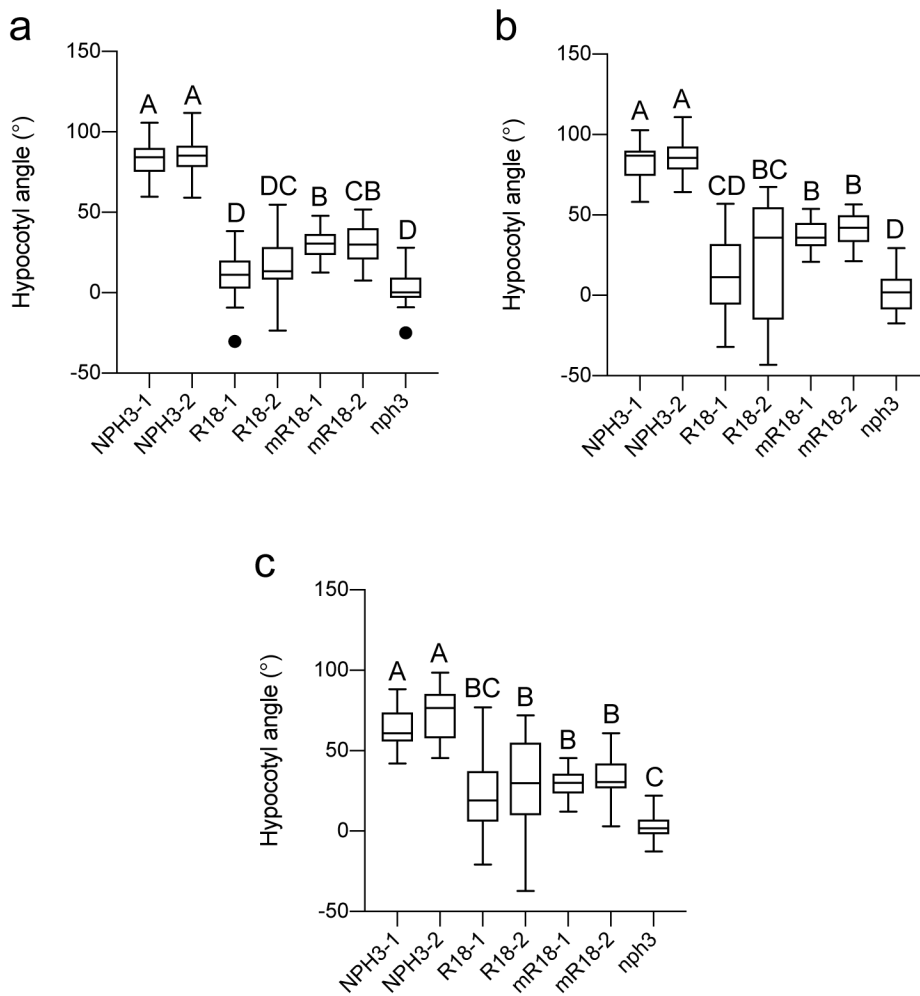 a
Hypocotyl angle (°)
150
100
50
0
-50
A
A
D
DC
B
CB
D
NPH3-1
NPH3-2
R18-1
R18-2
mR18-1
mR18-2
nph3
b
Hypocotyl angle (°)
150
100
50
0
-50
A
A
CD
BC
B
B
D
NPH3-1
NPH3-2
R18-1
R18-2
mR18-1
mR18-2
nph3
c
Hypocotyl angle (°)
150
100
50
0
-50
A
A
BC
B
B
B
C
NPH3-1
NPH3-2
R18-1
R18-2
mR18-1
mR18-2
nph3